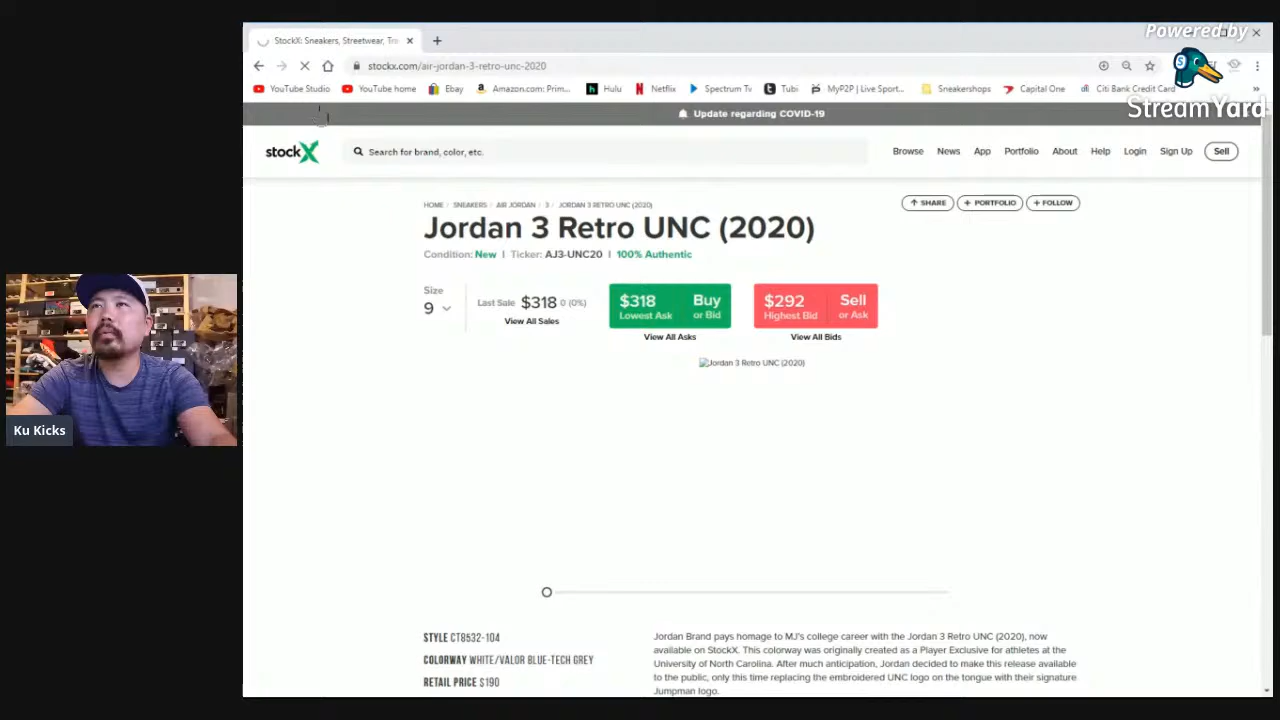 Powered by
StreamYard
StockX: Sneakers, Streetwear, Tra
stockx.com/air-jordan-3-retro-unc-2020
YouTube Studio YouTube home Ebay Amazon.com: Prim... Hulu Netflix Spectrum Tv Tubi MyP2P | Live Sport... Sneakershops Capital One Citi Bank Credit Card
Update regarding COVID-19
stockX Search for brand, color, etc. Browse News App Portfolio About Help Login Sign Up Sell
HOME / SNEAKERS / AIR JORDAN / 3 / JORDAN 3 RETRO UNC (2020)
SHARE + PORTFOLIO + FOLLOW
Jordan 3 Retro UNC (2020)
Condition: New | Ticker: AJ3-UNC20 | 100% Authentic
Size
9
Last Sale $318 0 (0%)
View All Sales
$318 Buy
Lowest Ask or Bid
View All Asks
$292 Sell
Highest Bid or Ask
View All Bids
Jordan 3 Retro UNC (2020)
Ku Kicks
STYLE CT8532-104
COLORWAY WHITE/VALOR BLUE-TECH GREY
RETAIL PRICE $190
Jordan Brand pays homage to MJ's college career with the Jordan 3 Retro UNC (2020), now
available on StockX. This colorway was originally created as a Player Exclusive for athletes at the
University of North Carolina. After much anticipation, Jordan decided to make this release available
to the public, only this time replacing the embroidered UNC logo on the tongue with their signature
Jumpman logo.